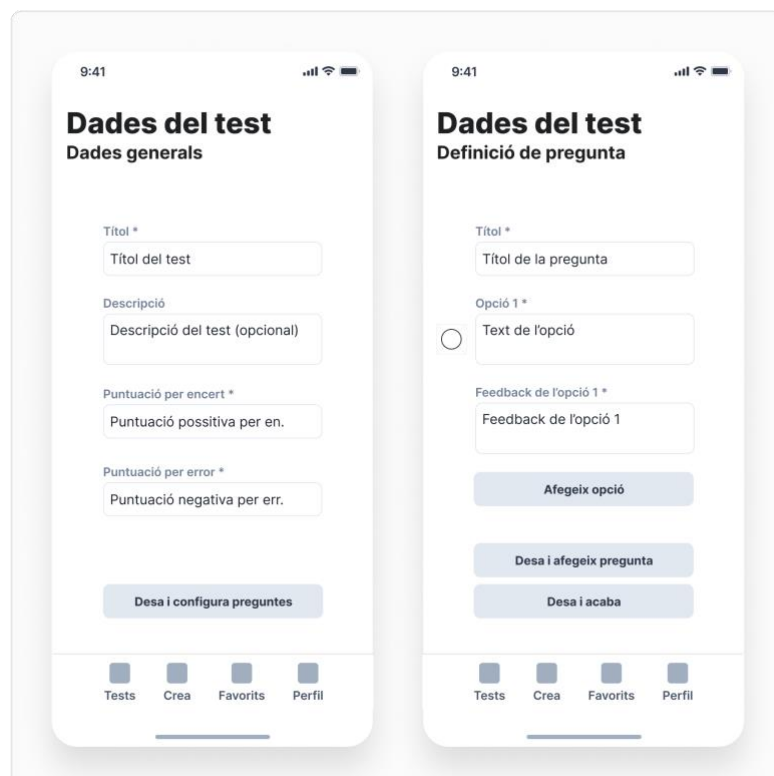 9:41
Dades del test
Dades generals
Títol *
Títol del test
Descripció
Descripció del test (opcional)
Puntuació per encert *
Puntuació possitiva per en.
Puntuació per error *
Puntuació negativa per err.
Desa i configura preguntes
Tests Crea Favorits Perfil
9:41
Dades del test
Definició de pregunta
Títol *
Títol de la pregunta
Opció 1 *
Text de l’opció
Feedback de l’opció 1 *
Feedback de l’opció 1
Afegeix opció
Desa i afegeix pregunta
Desa i acaba
Tests Crea Favorits Perfil